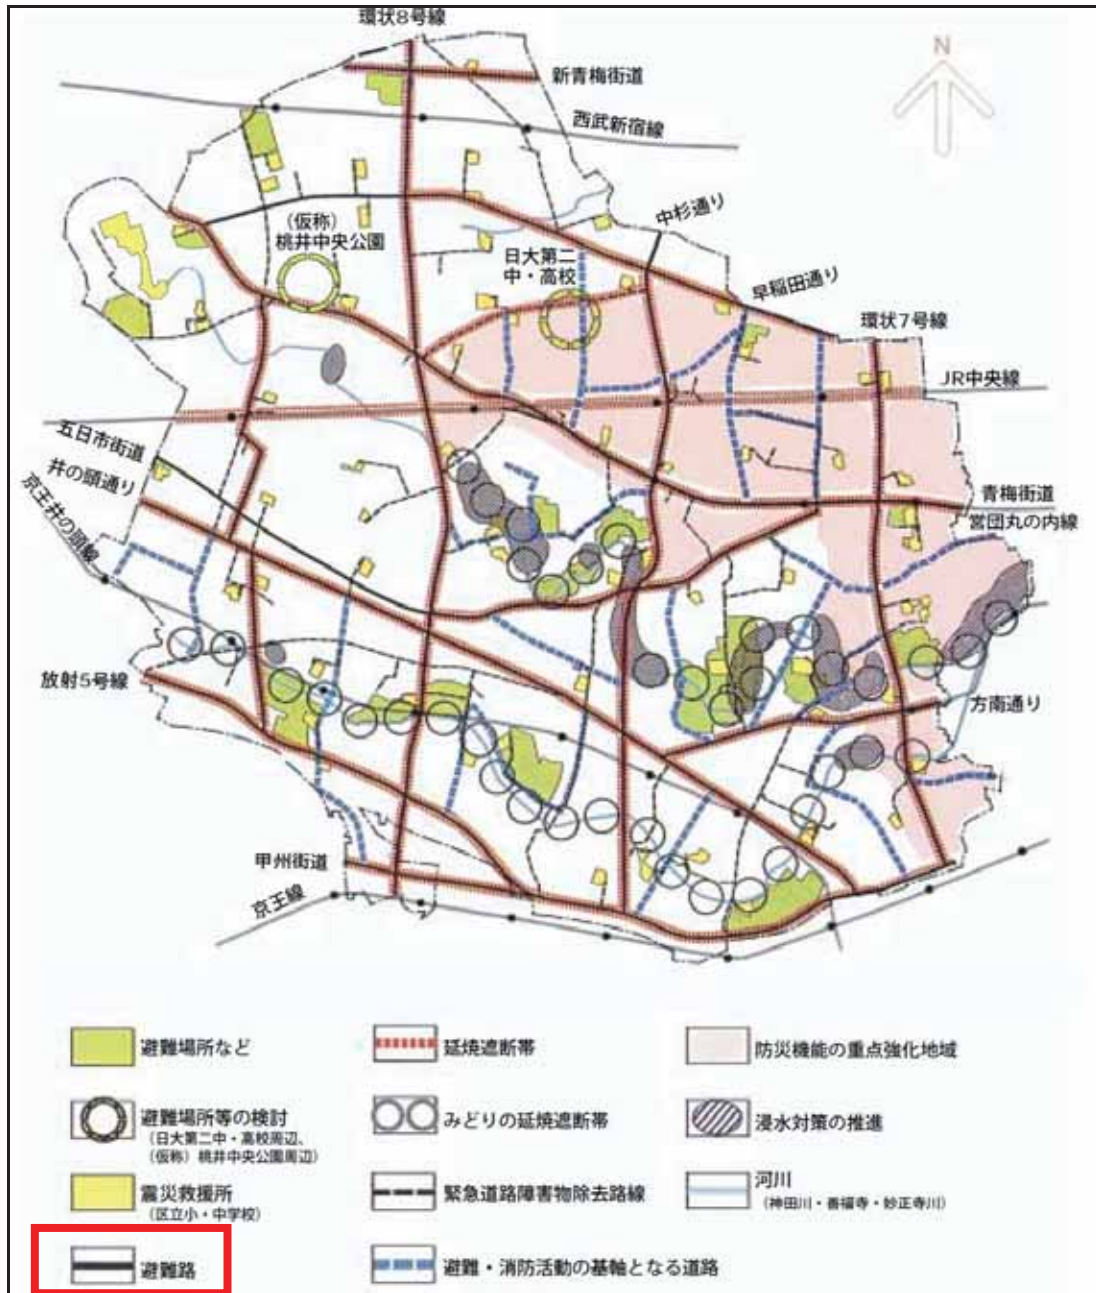 環状8号線
新青梅街道
N
西武新宿線
中杉通り
(仮称)
桃井中央公園
日大第二
中・高校
早稲田通り
環状7号線
JR中央線
五日市街道
井の頭通り
京王井の頭線
青梅街道
営団丸の内線
放射5号線
方南通り
甲州街道
京王線
避難場所など
延焼遮断帯
防災機能の重点強化地域
避難場所等の検討
(日大第二中・高校周辺、
(仮称)桃井中央公園周辺)
みどりの延焼遮断帯
浸水対策の推進
震災救援所
(区立小・中学校)
緊急道路障害物除去路線
河川
(神田川・善福寺・妙正寺川)
避難路
避難・消防活動の基軸となる道路